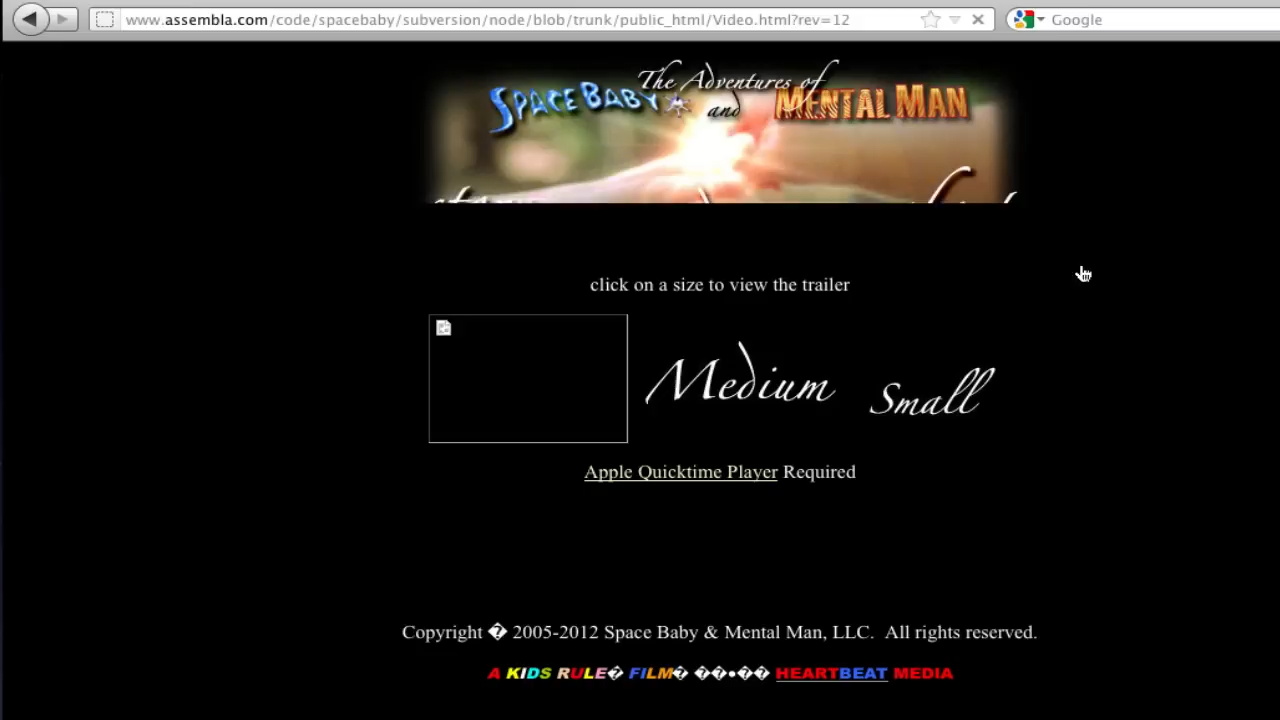 www.assembla.com/code/spacebaby/subversion/node/blob/trunk/public_html/Video.html?rev=12
Google
The Adventures of
SPACE BABY and MENTAL MAN
click on a size to view the trailer
Medium
Small
Apple Quicktime Player Required
Copyright � 2005-2012 Space Baby & Mental Man, LLC. All rights reserved.
A KIDS RULE� FILM� ��•�� HEARTBEAT MEDIA